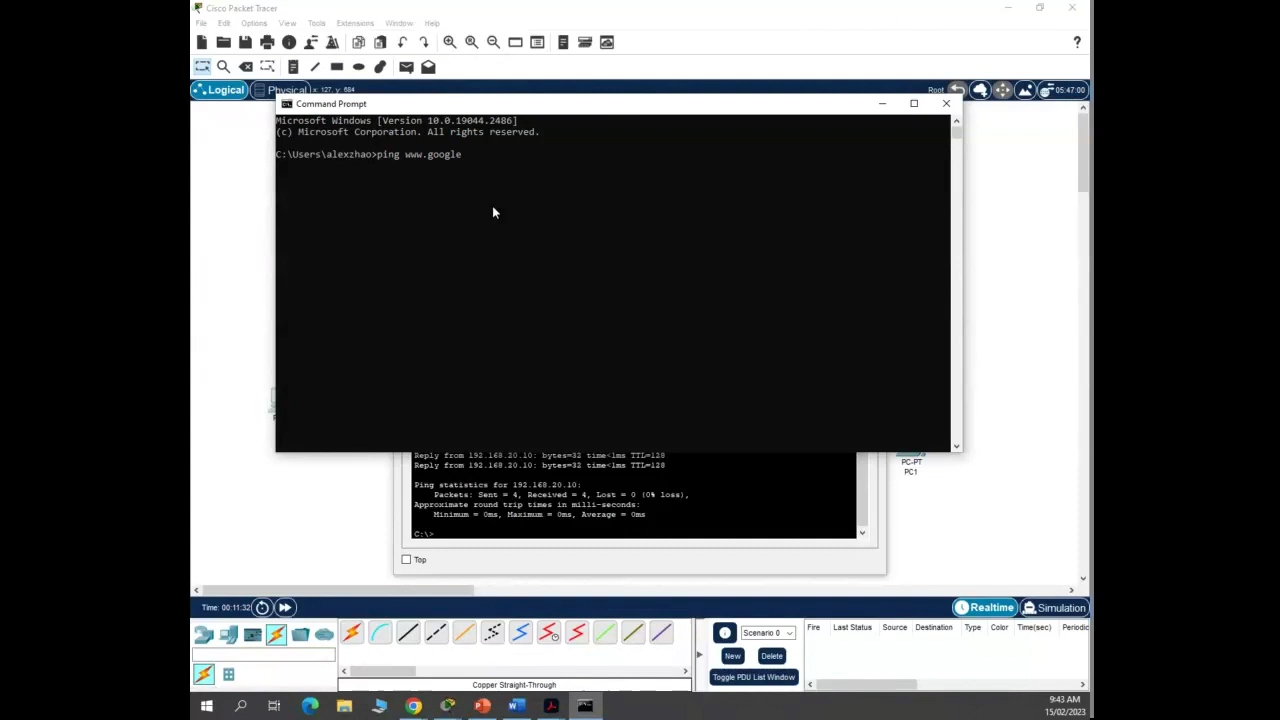 Cisco Packet Tracer
File Edit Options View Tools Extensions Window Help
?
Logical Physical x: 127, y: 684 Root 05:47:00
Command Prompt
Microsoft Windows [Version 10.0.19044.2486]
(c) Microsoft Corporation. All rights reserved.
C:\Users\alexzhao>ping www.google
Reply from 192.168.20.10: bytes=32 time<1ms TTL=128
Reply from 192.168.20.10: bytes=32 time<1ms TTL=128
PC-PT
PC1
Ping statistics for 192.168.20.10:
Packets: Sent = 4, Received = 4, Lost = 0 (0% loss),
Approximate round trip times in milli-seconds:
Minimum = 0ms, Maximum = 0ms, Average = 0ms
C:\>
Top
Time: 00:11:32 Realtime Simulation
Scenario 0 Fire Last Status Source Destination Type Color Time(sec) Periodic
New Delete
Toggle PDU List Window
Copper Straight-Through
9:43 AM
15/02/2023